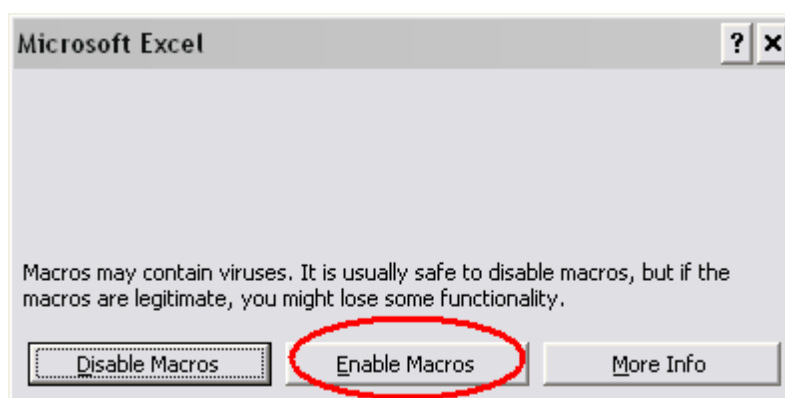 Microsoft Excel
Macros may contain viruses. It is usually safe to disable macros, but if the
macros are legitimate, you might lose some functionality.
Disable Macros Enable Macros More Info